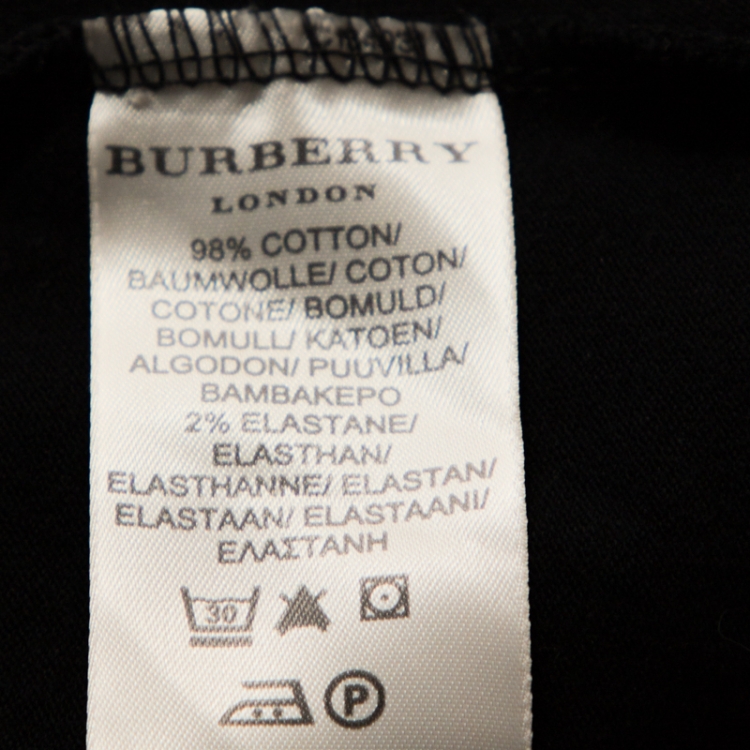 BURBERRY
LONDON
98% COTTON/
BAUMWOLLE/ COTON/
COTONE/ BOMULD/
BOMULL/ KATOEN/
ALGODON/ PUUVILLA/
ΒΑΜΒΑΚΕΡΟ
2% ELASTANE/
ELASTHAN/
ELASTHANNE/ ELASTAN/
ELASTAAN/ ELASTAANI/
ΕΛΑΣΤΑΝΗ
30
P